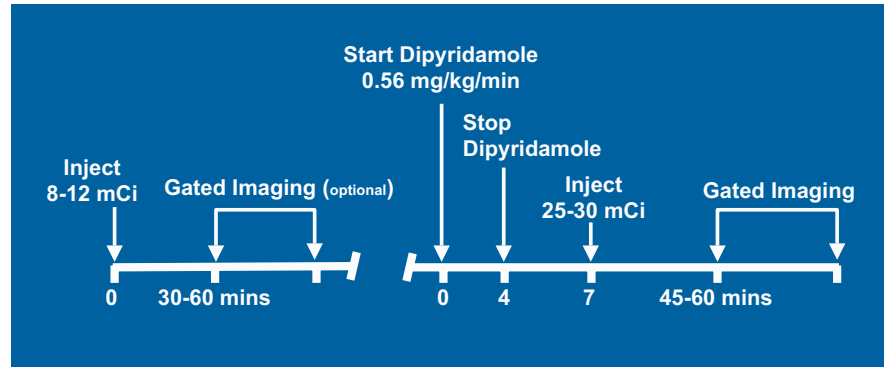 Start Dipyridamole
0.56 mg/kg/min
Stop
Dipyridamole
Inject
8-12 mCi
Gated Imaging (optional)
Inject
25-30 mCi
Gated Imaging
0
30-60 mins
0
4
7
45-60 mins